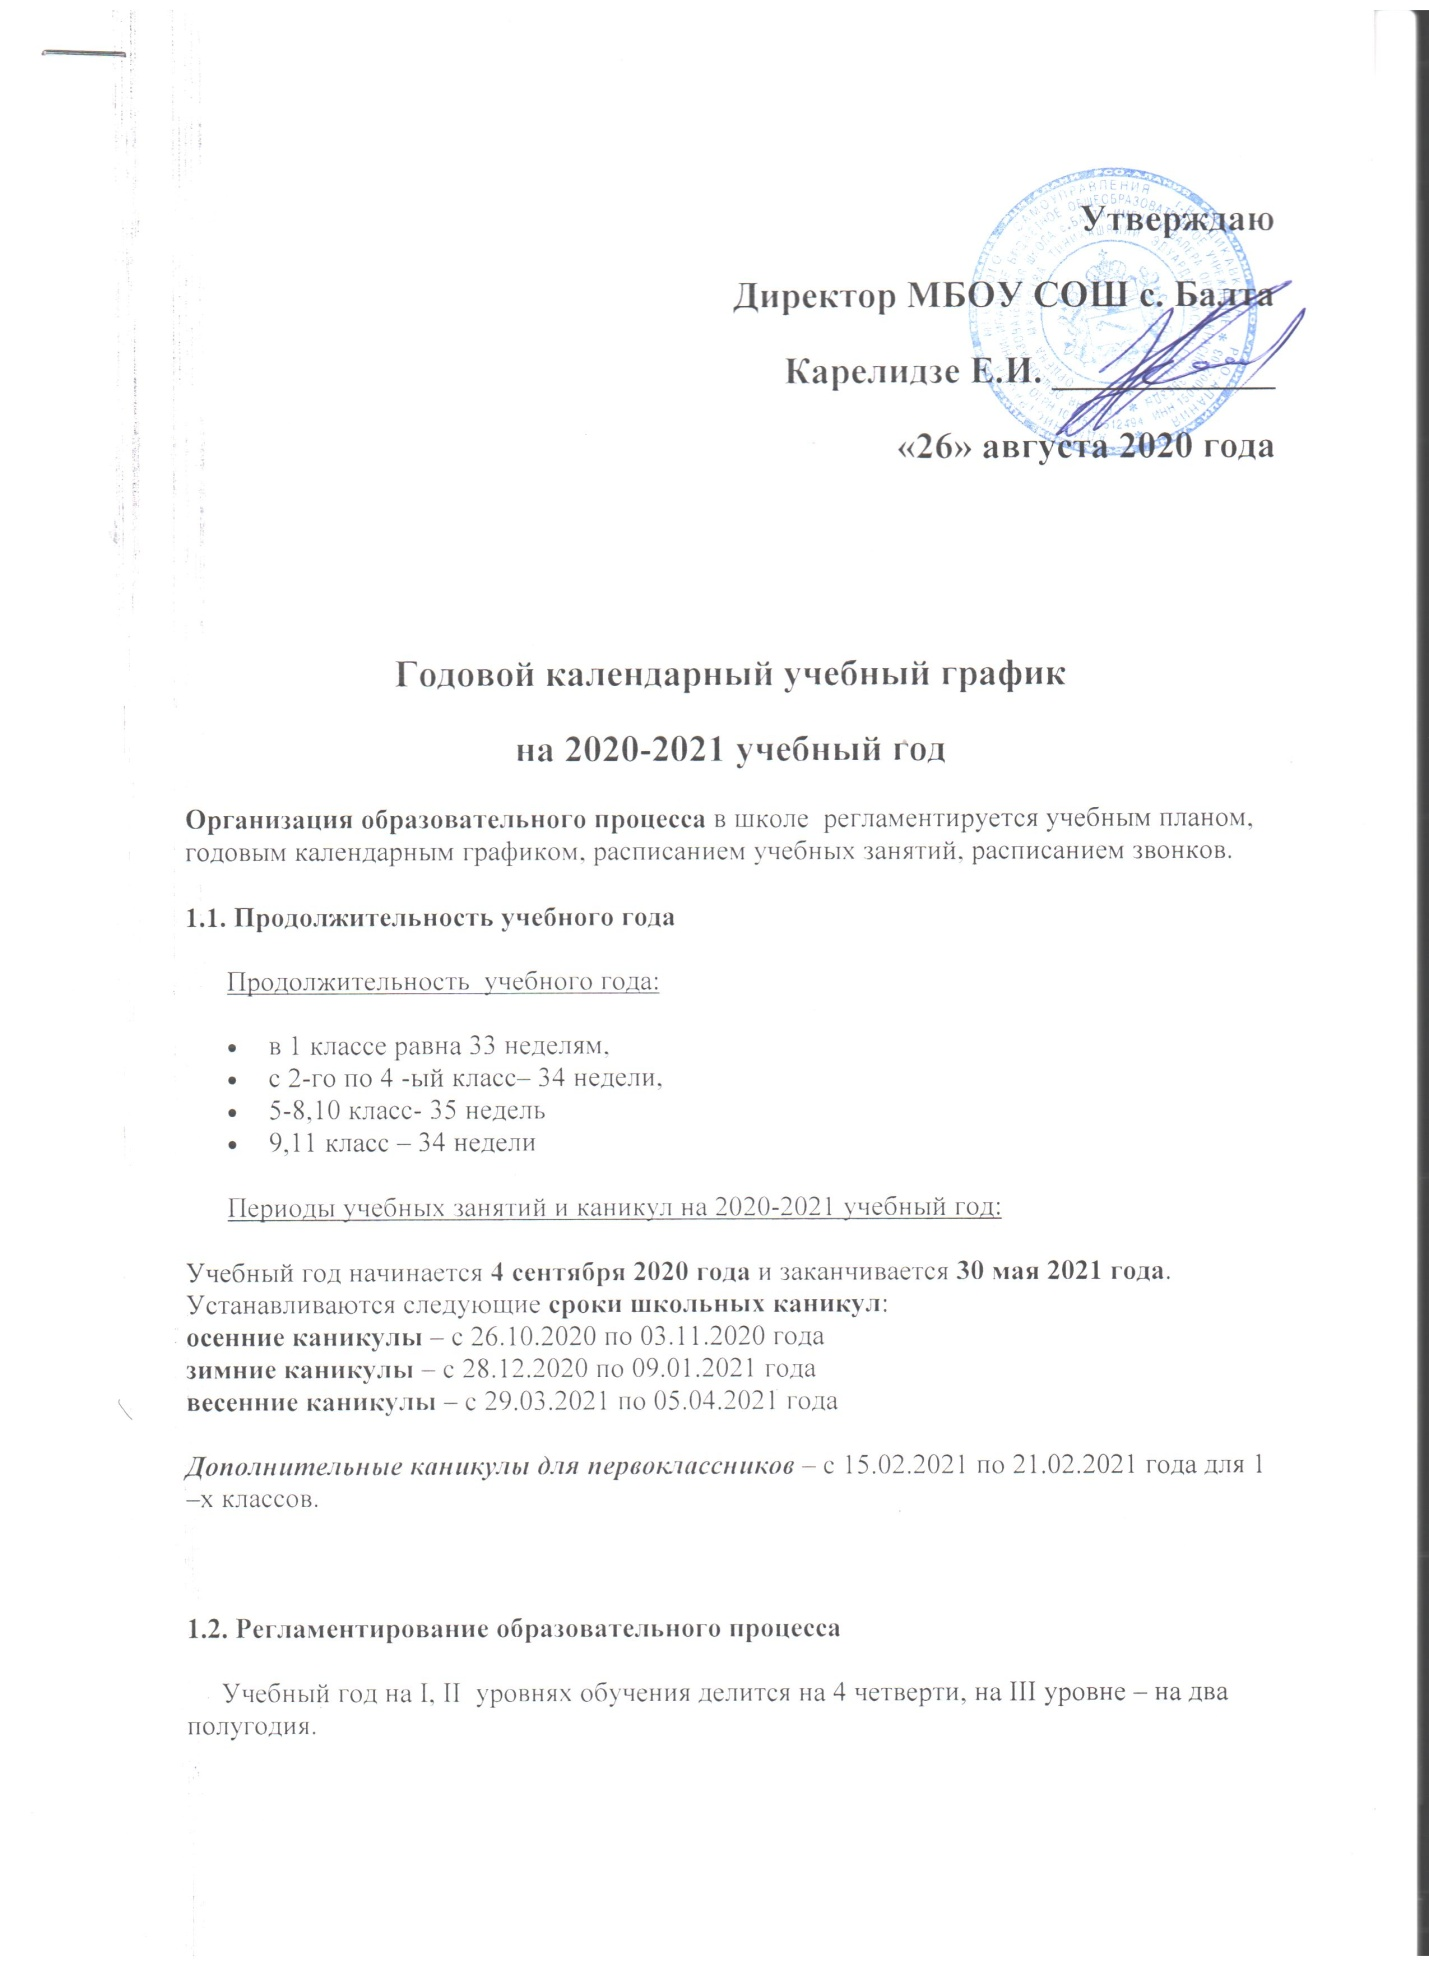 Утверждаю
Директор МБОУ СОШ с. Балта
Карелидзе Е.И. ____________
«26» августа 2020 года
Годовой календарный учебный график
на 2020-2021 учебный год
Организация образовательного процесса в школе регламентируется учебным планом,
годовым календарным графиком, расписанием учебных занятий, расписанием звонков.
1.1. Продолжительность учебного года
Продолжительность учебного года:
• в 1 классе равна 33 неделям,
• с 2-го по 4 -ый класс– 34 недели,
• 5-8,10 класс- 35 недель
• 9,11 класс – 34 недели
Периоды учебных занятий и каникул на 2020-2021 учебный год:
Учебный год начинается 4 сентября 2020 года и заканчивается 30 мая 2021 года.
Устанавливаются следующие сроки школьных каникул:
осенние каникулы – с 26.10.2020 по 03.11.2020 года
зимние каникулы – с 28.12.2020 по 09.01.2021 года
весенние каникулы – с 29.03.2021 по 05.04.2021 года
Дополнительные каникулы для первоклассников – с 15.02.2021 по 21.02.2021 года для 1
–х классов.
1.2. Регламентирование образовательного процесса
Учебный год на I, II уровнях обучения делится на 4 четверти, на III уровне – на два
полугодия.